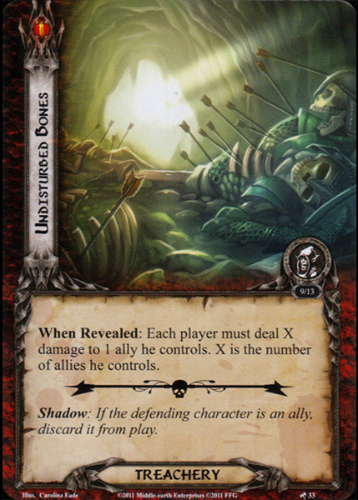 UNDISTURBED BONES
9/13
When Revealed: Each player must deal X
damage to 1 ally he controls. X is the number
of allies he controls.
Shadow: If the defending character is an ally,
discard it from play.
TREACHERY
Illus. Carolina Eade
©2011 Middle-earth Enterprises ©2011 FFG
33